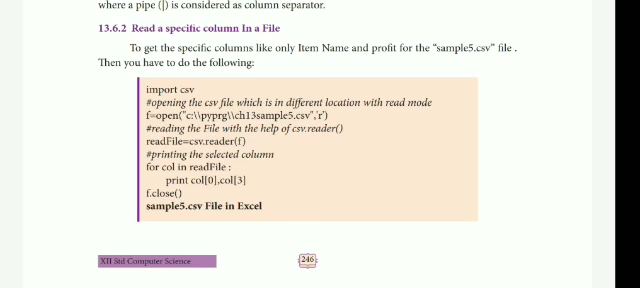 where a pipe (|) is considered as column separator.
13.6.2 Read a specific column In a File
To get the specific columns like only Item Name and profit for the "sample5.csv" file .
Then you have to do the following:
import csv
#opening the csv file which is in different location with read mode
f=open("c:\\pyprg\\ch13sample5.csv",'r')
#reading the File with the help of csv.reader()
readFile=csv.reader(f)
#printing the selected column
for col in readFile :
print col[0],col[3]
f.close()
sample5.csv File in Excel
XII Std Computer Science
246